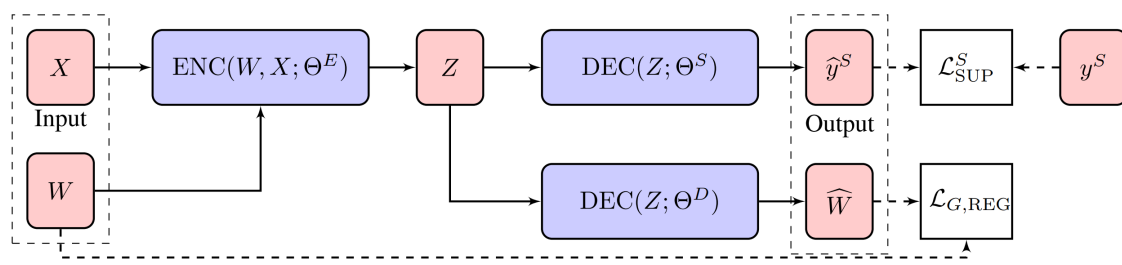 X
ENC(W, X; Θ^E)
Z
DEC(Z; Θ^S)
ŷ^S
ℒ^S_SUP
y^S
Input
Output
W
DEC(Z; Θ^D)
Ŵ
ℒ_G,REG